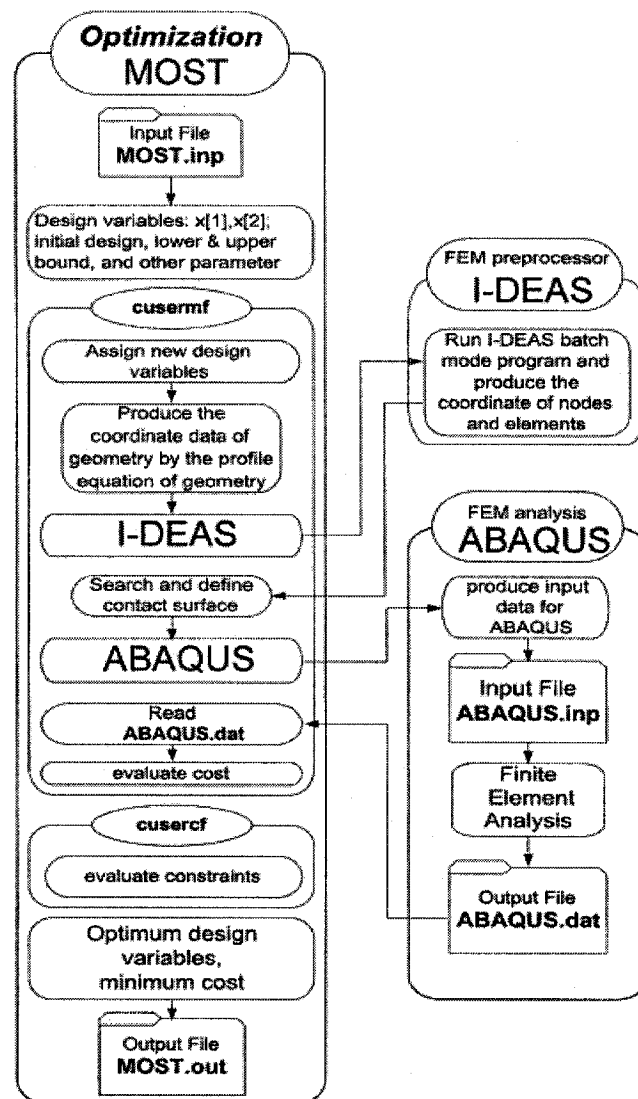 Optimization
MOST
Input File
MOST.inp
Design variables: x[1],x[2];
initial design, lower & upper
bound, and other parameter
cusermf
Assign new design
variables
Produce the
coordinate data of
geometry by the profile
equation of geometry
I-DEAS
Search and define
contact surface
ABAQUS
Read
ABAQUS.dat
evaluate cost
cusercf
evaluate constraints
Optimum design
variables,
minimum cost
Output File
MOST.out
FEM preprocessor
I-DEAS
Run I-DEAS batch
mode program and
produce the
coordinate of nodes
and elements
FEM analysis
ABAQUS
produce input
data for
ABAQUS
Input File
ABAQUS.inp
Finite
Element
Analysis
Output File
ABAQUS.dat